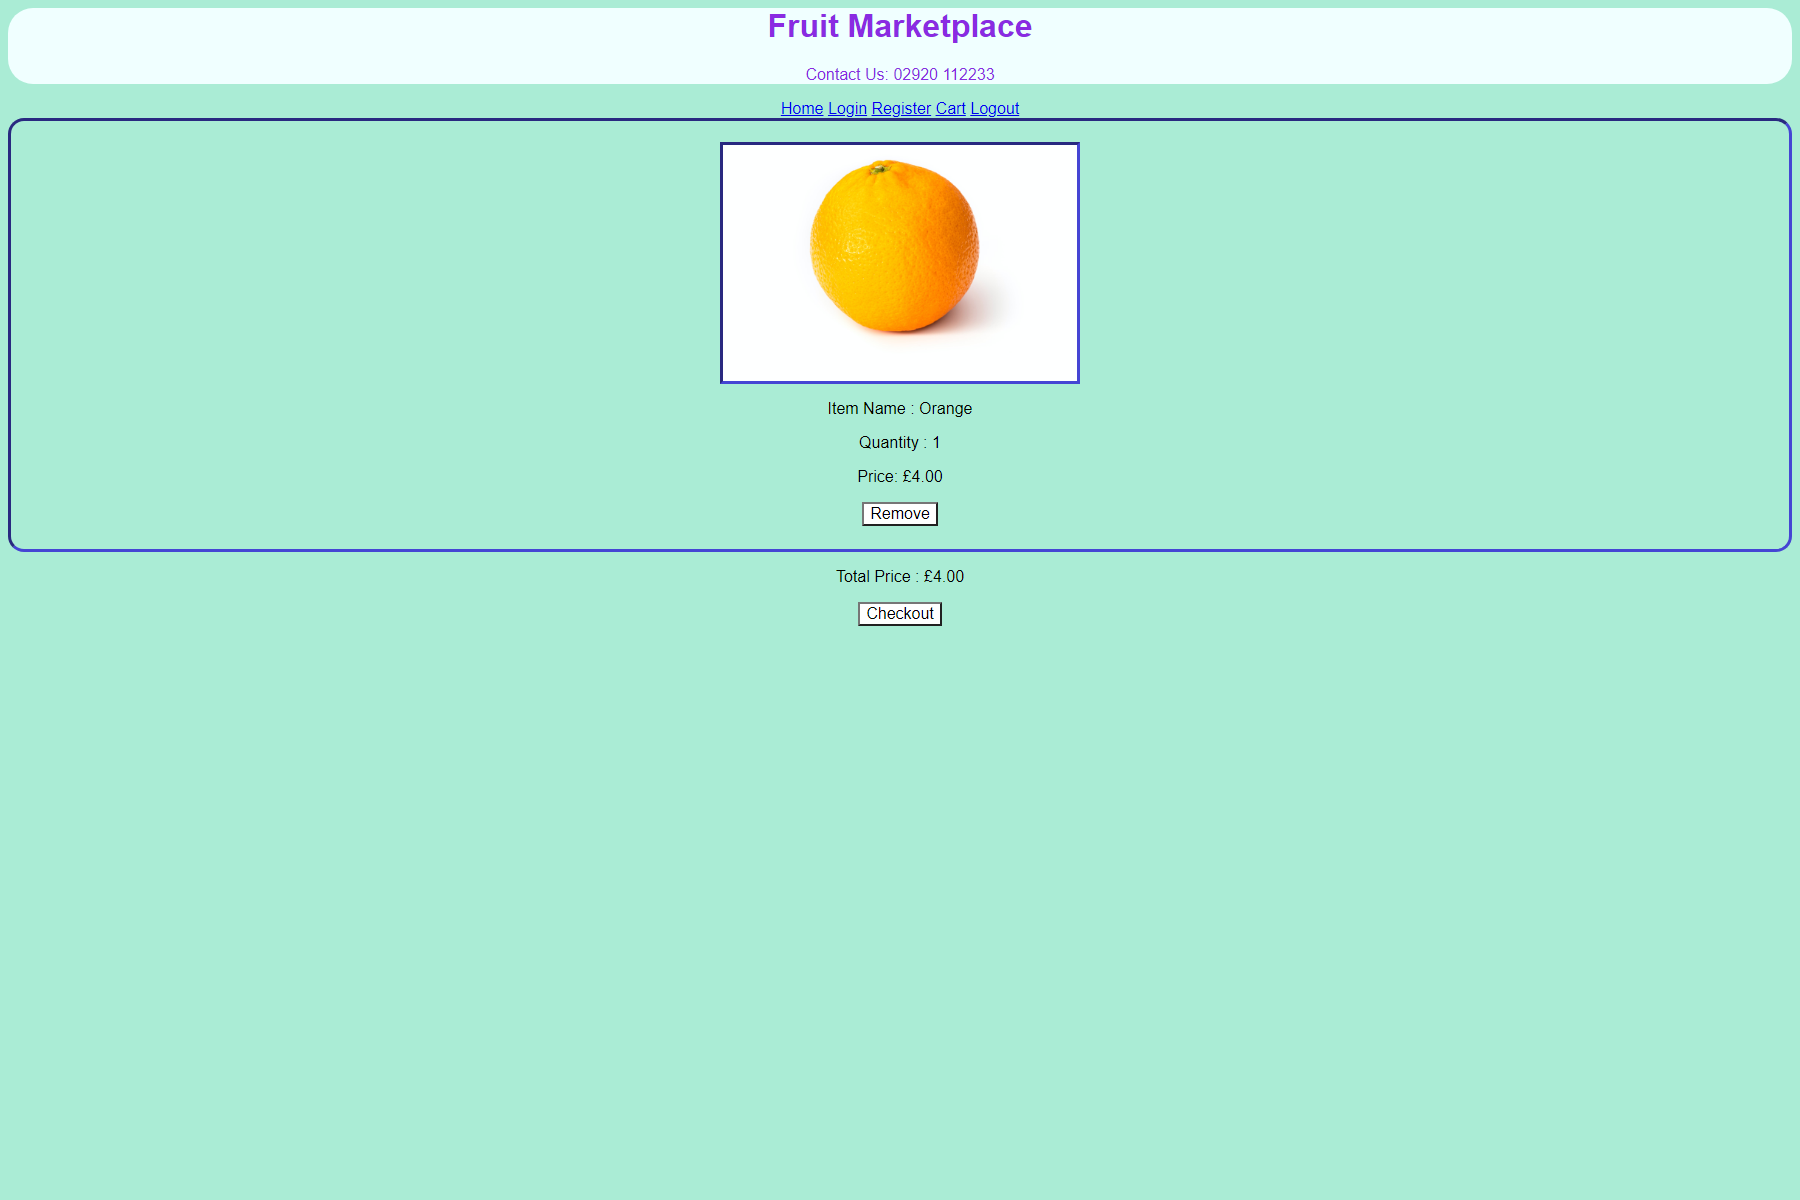 Fruit Marketplace
Contact Us: 02920 112233
Home Login Register Cart Logout
Item Name : Orange
Quantity : 1
Price: £4.00
Remove
Total Price : £4.00
Checkout